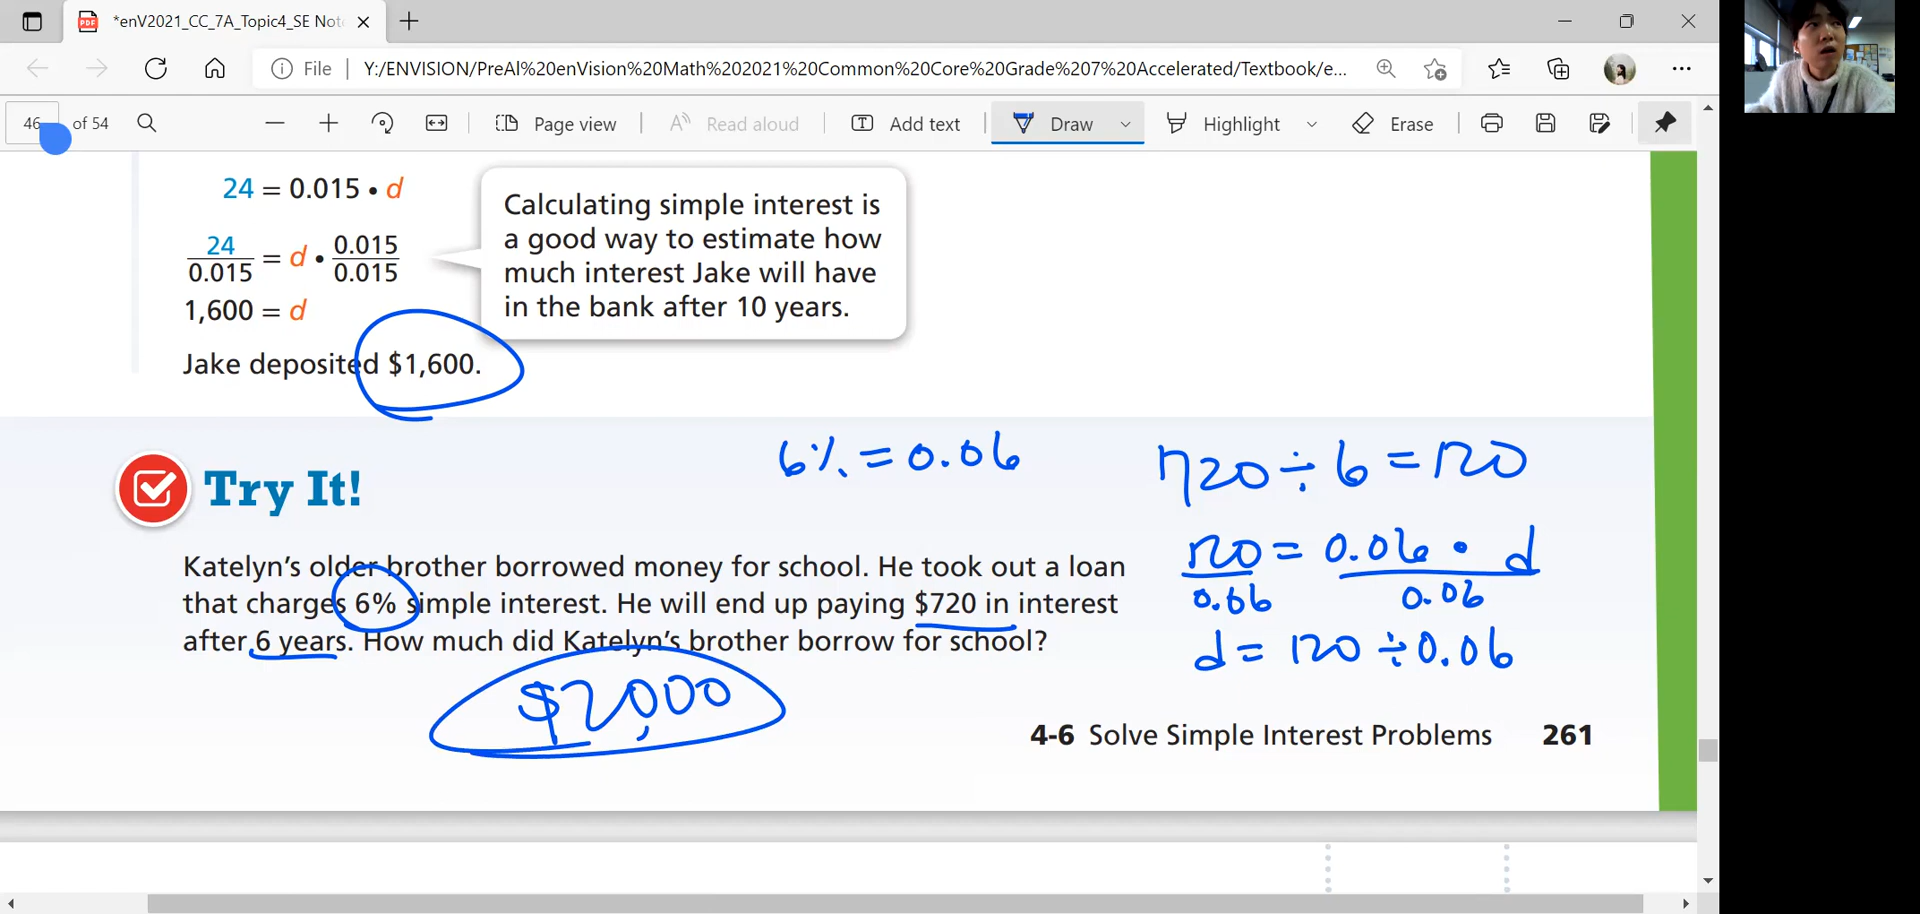 *enV2021_CC_7A_Topic4_SE Not
File Y:/ENVISION/PreAl%20enVision%20Math%202021%20Common%20Core%20Grade%207%20Accelerated/Textbook/e...
46 of 54 Page view Read aloud Add text Draw Highlight Erase
24 = 0.015 • d
24/0.015 = d • 0.015/0.015
1,600 = d
Jake deposited $1,600.
Calculating simple interest is
a good way to estimate how
much interest Jake will have
in the bank after 10 years.
6% = 0.06
720 ÷ 6 = 120
120 = 0.06 • d
0.06 0.06
d = 120 ÷ 0.06
Try It!
Katelyn's older brother borrowed money for school. He took out a loan
that charges 6% simple interest. He will end up paying $720 in interest
after 6 years. How much did Katelyn's brother borrow for school?
$2,000
4-6 Solve Simple Interest Problems 261